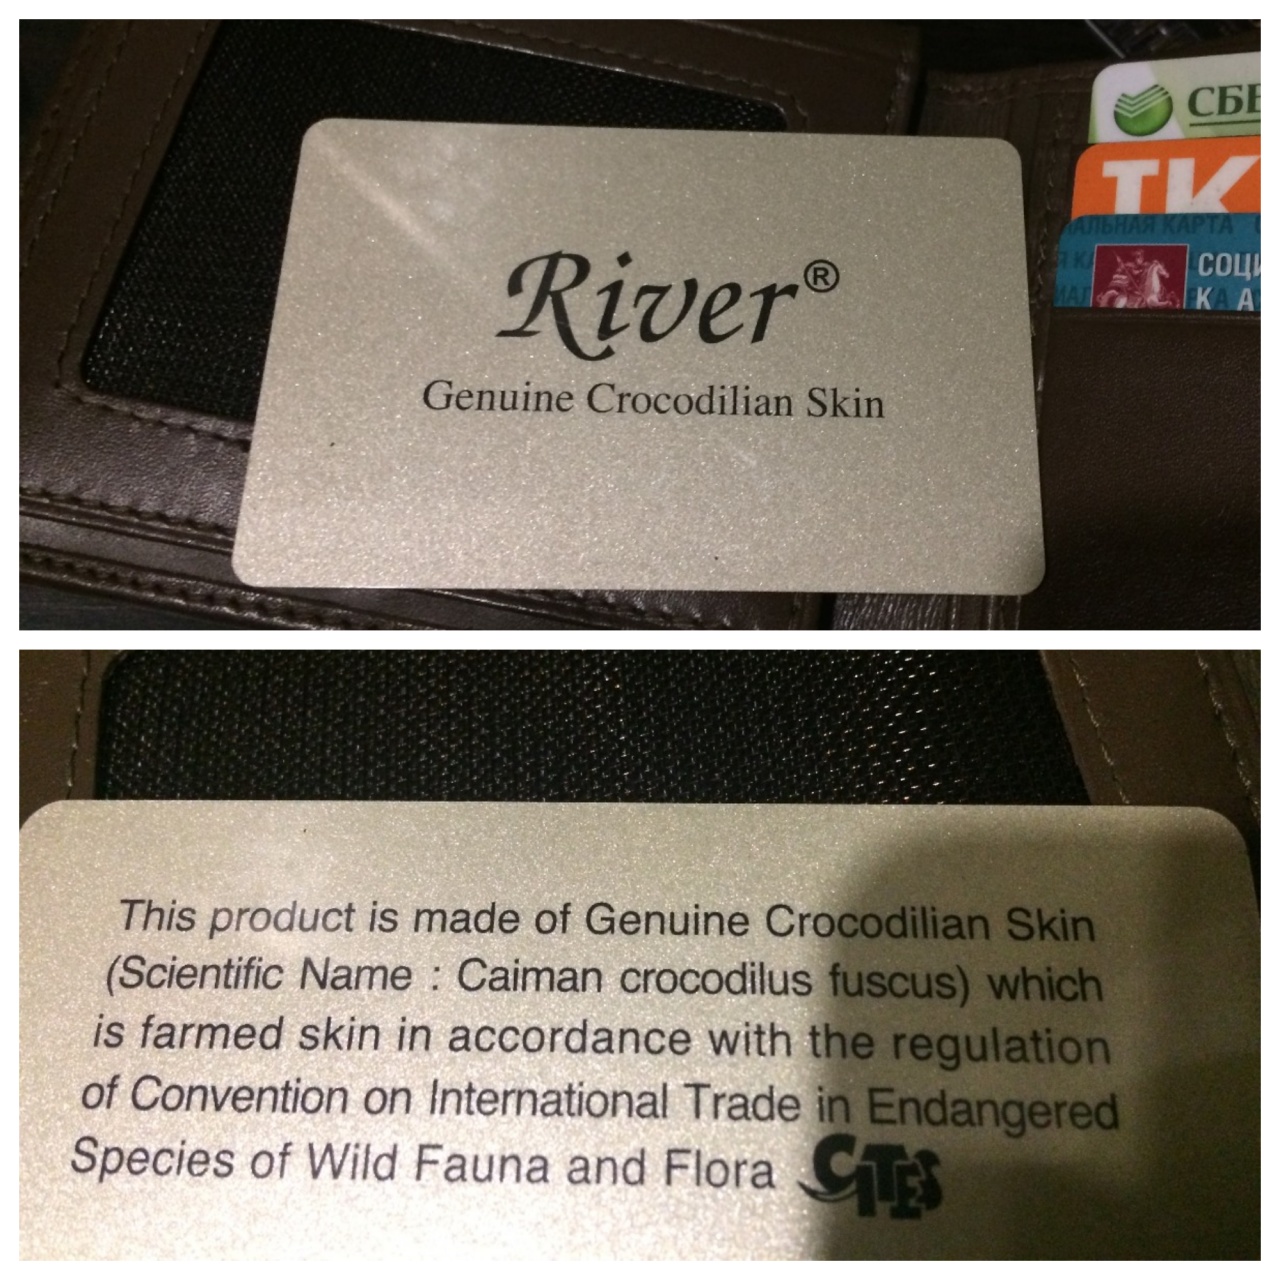 River®
Genuine Crocodilian Skin
СБЕ
ТК
АЛЬНАЯ КАРТА
СОЦИ
К А
This product is made of Genuine Crocodilian Skin
(Scientific Name : Caiman crocodilus fuscus) which
is farmed skin in accordance with the regulation
of Convention on International Trade in Endangered
Species of Wild Fauna and Flora CITES